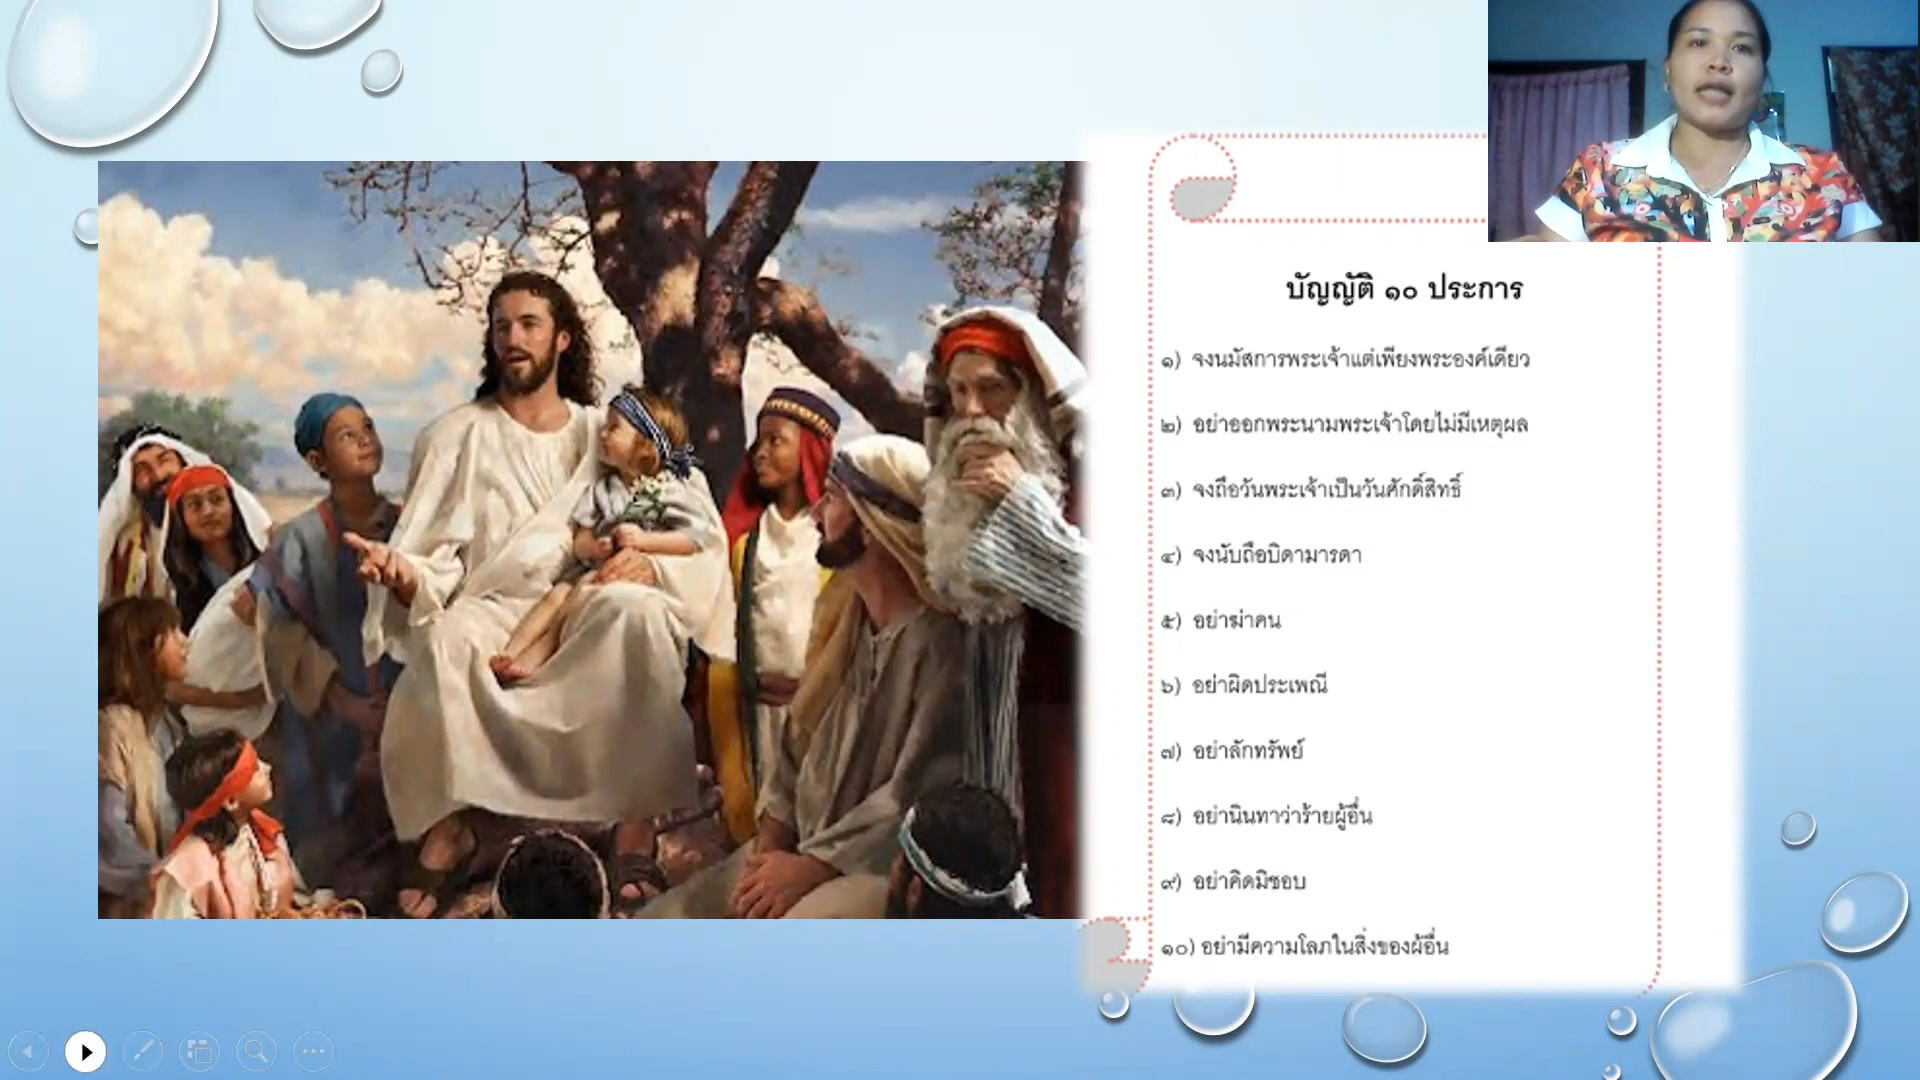 บัญญัติ ๑๐ ประการ
๑) จงนมัสการพระเจ้าแต่เพียงพระองค์เดียว
๒) อย่าออกพระนามพระเจ้าโดยไม่มีเหตุผล
๓) จงถือวันพระเจ้าเป็นวันศักดิ์สิทธิ์
๔) จงนับถือบิดามารดา
๕) อย่าฆ่าคน
๖) อย่าผิดประเพณี
๗) อย่าลักทรัพย์
๘) อย่านินทาว่าร้ายผู้อื่น
๙) อย่าคิดมิชอบ
๑๐) อย่ามีความโลภในสิ่งของผู้อื่น